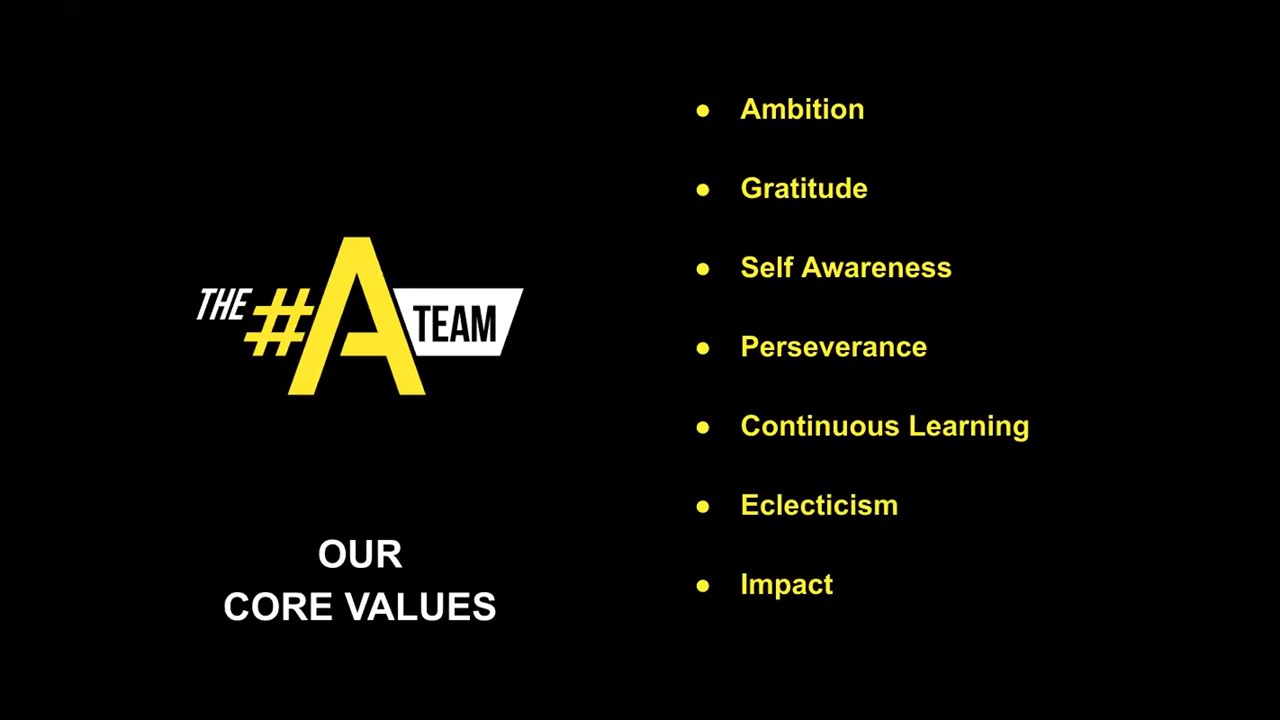 THE #A TEAM
OUR
CORE VALUES
● Ambition
● Gratitude
● Self Awareness
● Perseverance
● Continuous Learning
● Eclecticism
● Impact